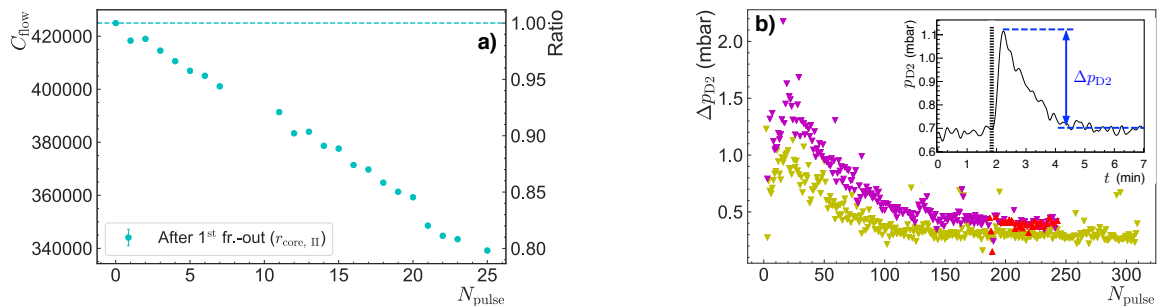 a)
C_flow
420000
400000
380000
360000
340000
1.00
0.95
0.90
0.85
0.80
Ratio
After 1st fr.-out (r_core, II)
0 5 10 15 20 25
N_pulse
b)
Δp_D2 (mbar)
2.0
1.5
1.0
0.5
0 50 100 150 200 250 300
N_pulse
p_D2 (mbar)
1.1
1.0
0.9
0.8
0.7
0.6
Δp_D2
0 1 2 3 4 5 6 7
t (min)